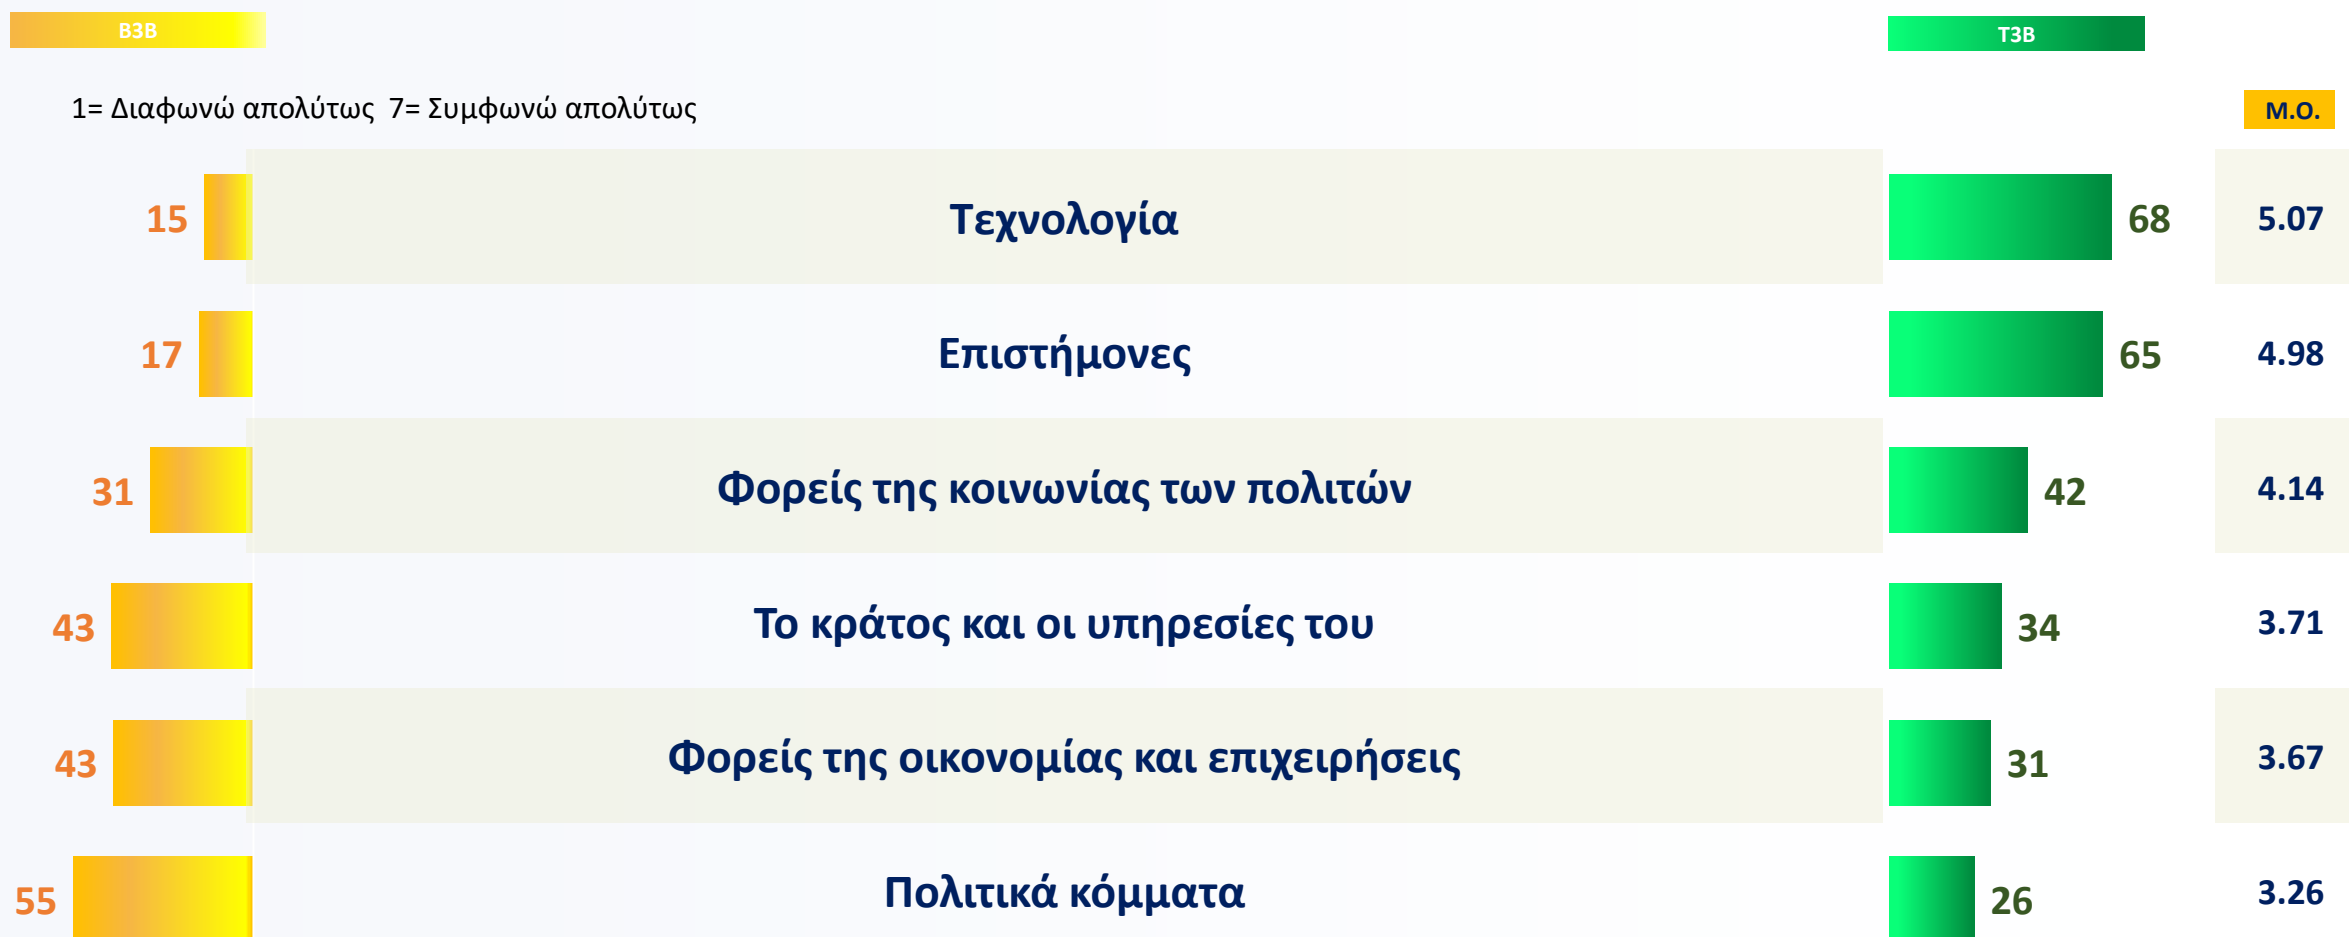 B3B
T3B
1= Διαφωνώ απολύτως 7= Συμφωνώ απολύτως
Μ.Ο.
15 Τεχνολογία 68 5.07
17 Επιστήμονες 65 4.98
31 Φορείς της κοινωνίας των πολιτών 42 4.14
43 Το κράτος και οι υπηρεσίες του 34 3.71
43 Φορείς της οικονομίας και επιχειρήσεις 31 3.67
55 Πολιτικά κόμματα 26 3.26